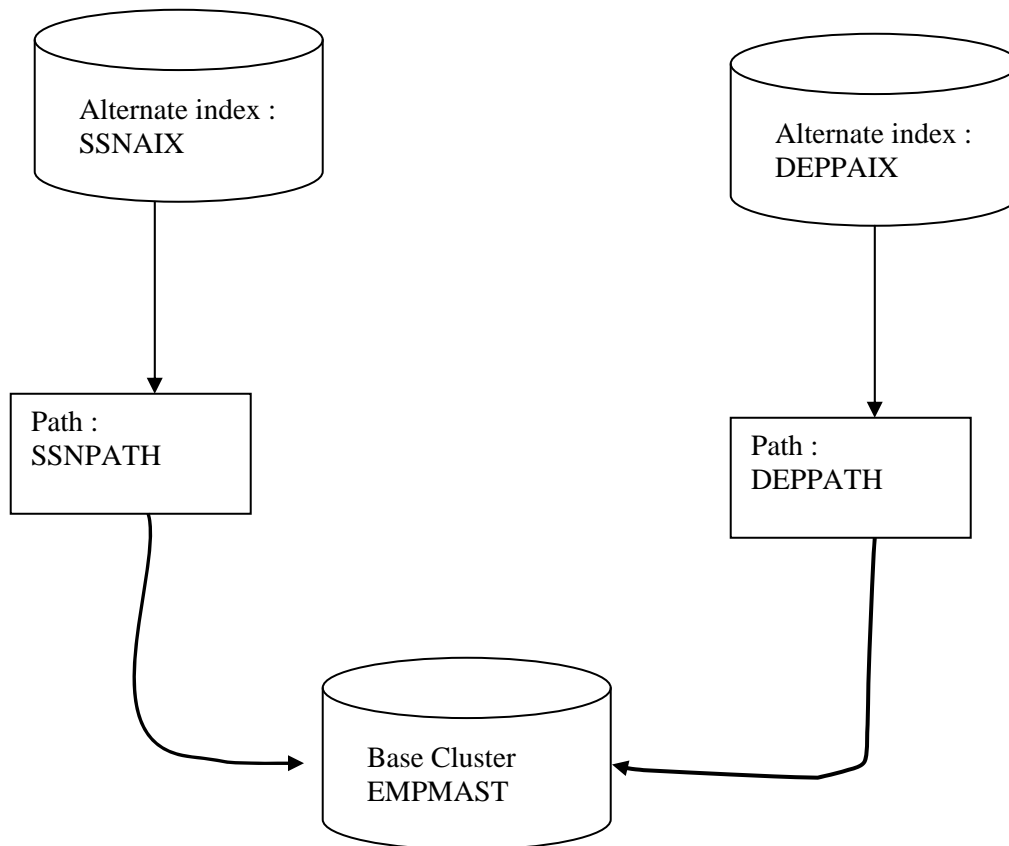 Alternate index :
SSNAIX
Alternate index :
DEPPAIX
Path :
SSNPATH
Path :
DEPPATH
Base Cluster
EMPMAST